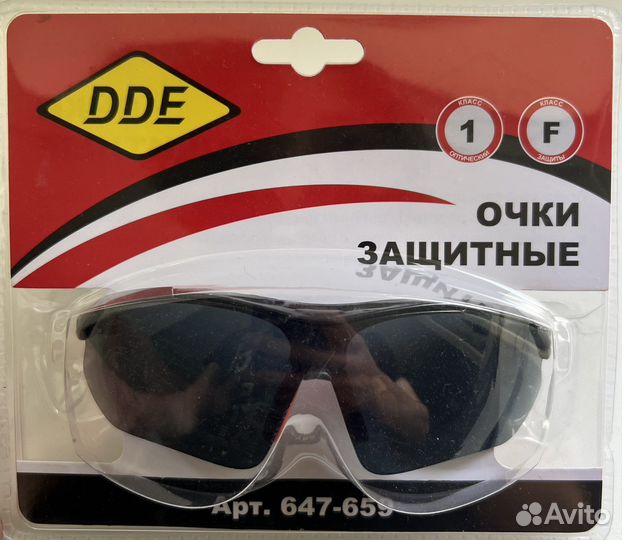 DDE
КЛАСС
1
ОПТИЧЕСКИЙ
КЛАСС
F
ЗАЩИТЫ
ОЧКИ
ЗАЩИТНЫЕ
Арт. 647-659
Avito